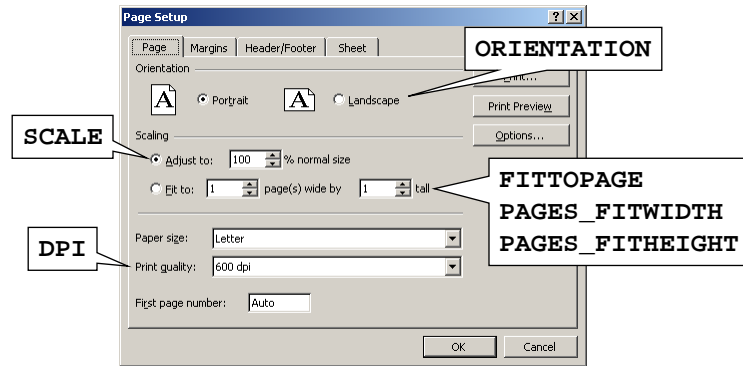 Page Setup
Page Margins Header/Footer Sheet
ORIENTATION
Orientation
Portrait Landscape
Print Preview
SCALE
Scaling
Options...
Adjust to: 100 % normal size
Fit to: 1 page(s) wide by 1 tall
FITTOPAGE
PAGES_FITWIDTH
PAGES_FITHEIGHT
DPI
Paper size: Letter
Print quality: 600 dpi
First page number: Auto
OK Cancel